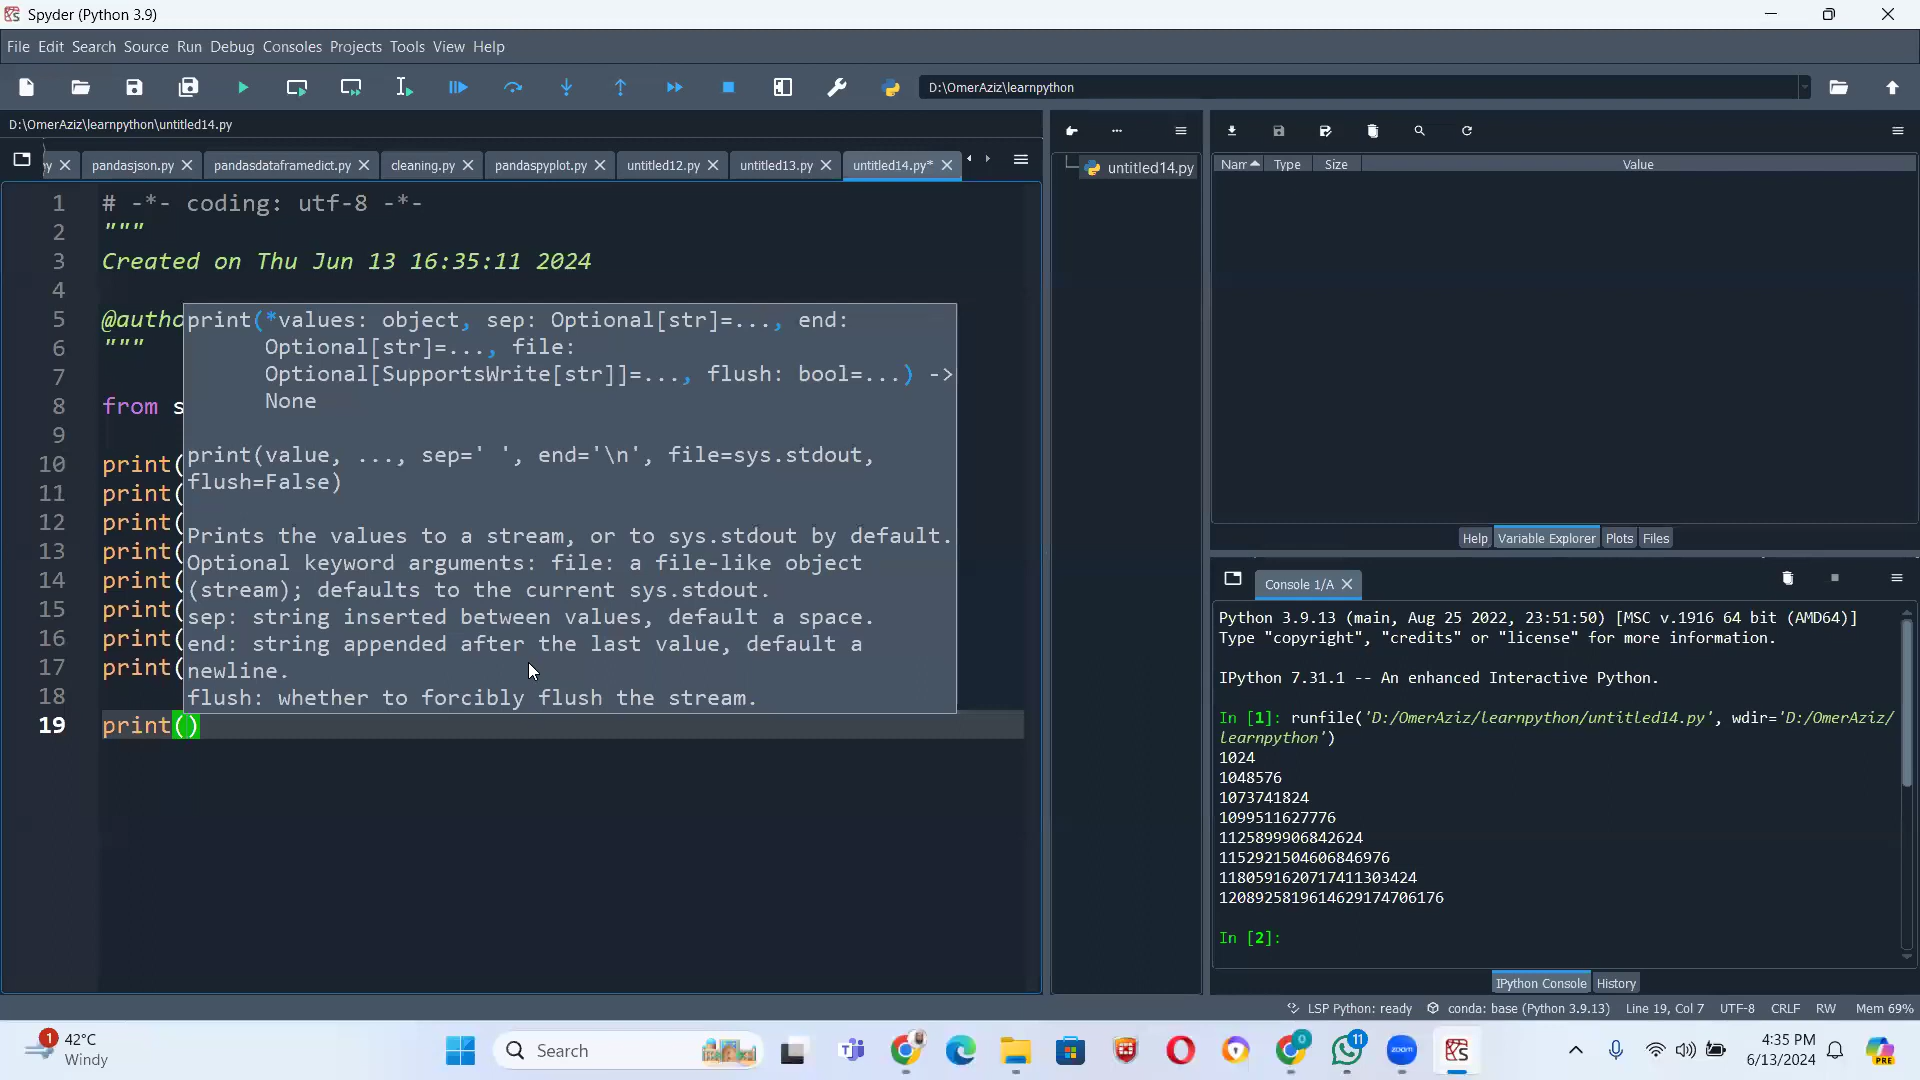 Spyder (Python 3.9)
File Edit Search Source Run Debug Consoles Projects Tools View Help
D:\OmerAziz\learnpython
D:\OmerAziz\learnpython\untitled14.py
y pandasjson.py pandasdataframedict.py cleaning.py pandaspyplot.py untitled12.py untitled13.py untitled14.py*
1 # -*- coding: utf-8 -*-
2 """
3 Created on Thu Jun 13 16:35:11 2024
4
5 @autho
6 """
7
8 from s
9
10 print(
11 print(
12 print(
13 print(
14 print(
15 print(
16 print(
17 print(
18
19 print()
print(*values: object, sep: Optional[str]=..., end:
Optional[str]=..., file:
Optional[SupportsWrite[str]]=..., flush: bool=...) ->
None
print(value, ..., sep=' ', end='\n', file=sys.stdout,
flush=False)
Prints the values to a stream, or to sys.stdout by default.
Optional keyword arguments: file: a file-like object
(stream); defaults to the current sys.stdout.
sep: string inserted between values, default a space.
end: string appended after the last value, default a
newline.
flush: whether to forcibly flush the stream.
untitled14.py
Nam Type Size Value
Help Variable Explorer Plots Files
Console 1/A
Python 3.9.13 (main, Aug 25 2022, 23:51:50) [MSC v.1916 64 bit (AMD64)]
Type "copyright", "credits" or "license" for more information.
IPython 7.31.1 -- An enhanced Interactive Python.
In [1]: runfile('D:/OmerAziz/learnpython/untitled14.py', wdir='D:/OmerAziz/
learnpython')
1024
1048576
1073741824
1099511627776
1125899906842624
1152921504606846976
1180591620717411303424
1208925819614629174706176
In [2]:
IPython Console History
LSP Python: ready conda: base (Python 3.9.13) Line 19, Col 7 UTF-8 CRLF RW Mem 69%
1
42°C
Windy
Search
0
11
zoom
4:35 PM
6/13/2024
PRE